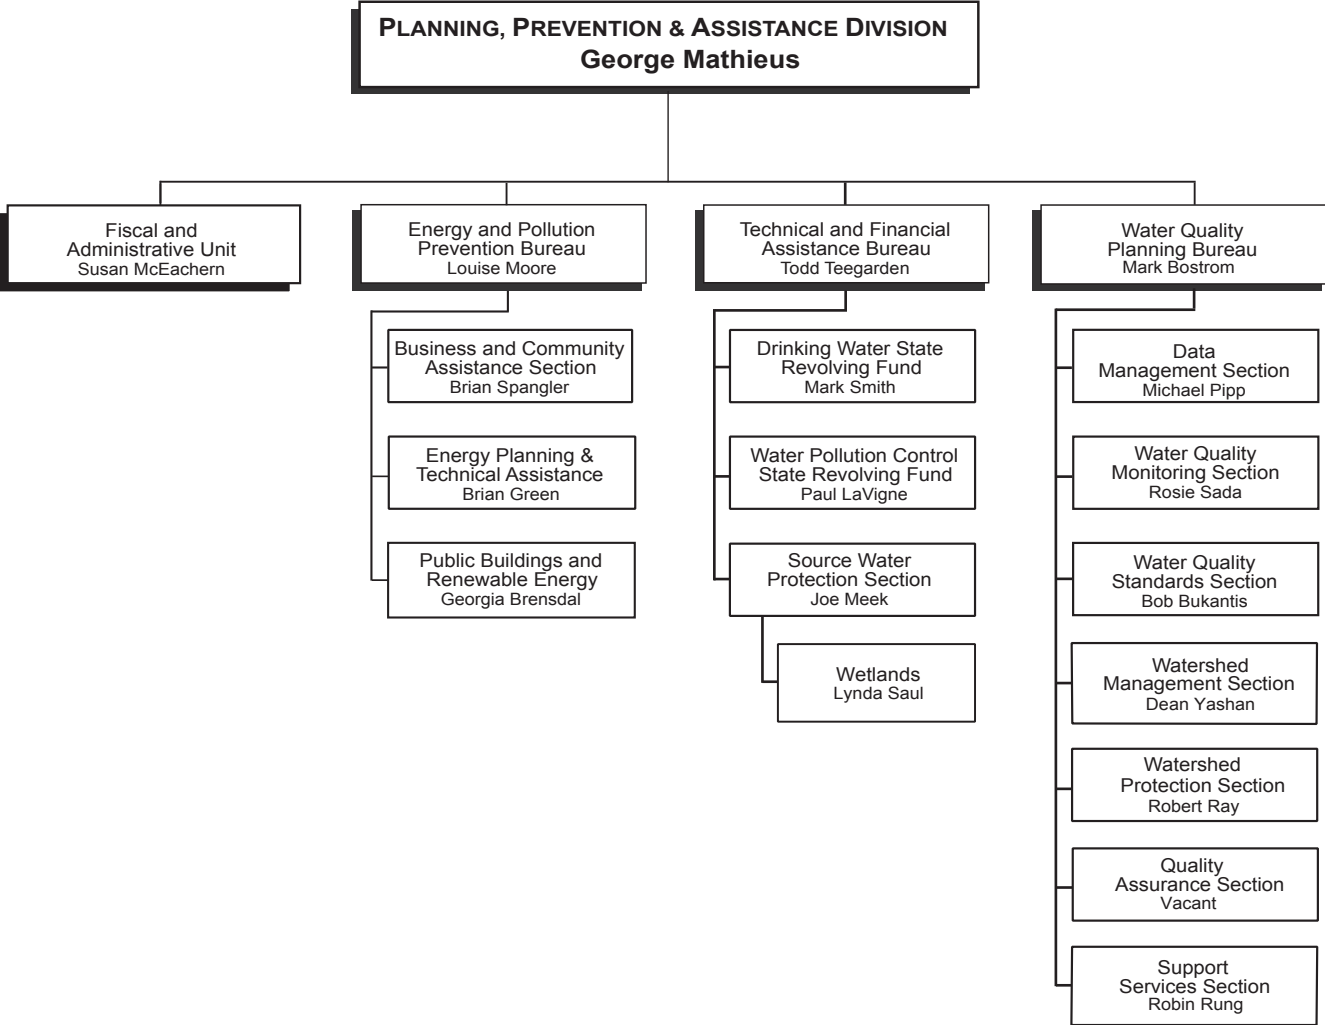 PLANNING, PREVENTION & ASSISTANCE DIVISION
George Mathieus
Fiscal and
Administrative Unit
Susan McEachern
Energy and Pollution
Prevention Bureau
Louise Moore
Technical and Financial
Assistance Bureau
Todd Teegarden
Water Quality
Planning Bureau
Mark Bostrom
Business and Community
Assistance Section
Brian Spangler
Energy Planning &
Technical Assistance
Brian Green
Public Buildings and
Renewable Energy
Georgia Brensdal
Drinking Water State
Revolving Fund
Mark Smith
Water Pollution Control
State Revolving Fund
Paul LaVigne
Source Water
Protection Section
Joe Meek
Wetlands
Lynda Saul
Data
Management Section
Michael Pipp
Water Quality
Monitoring Section
Rosie Sada
Water Quality
Standards Section
Bob Bukantis
Watershed
Management Section
Dean Yashan
Watershed
Protection Section
Robert Ray
Quality
Assurance Section
Vacant
Support
Services Section
Robin Rung